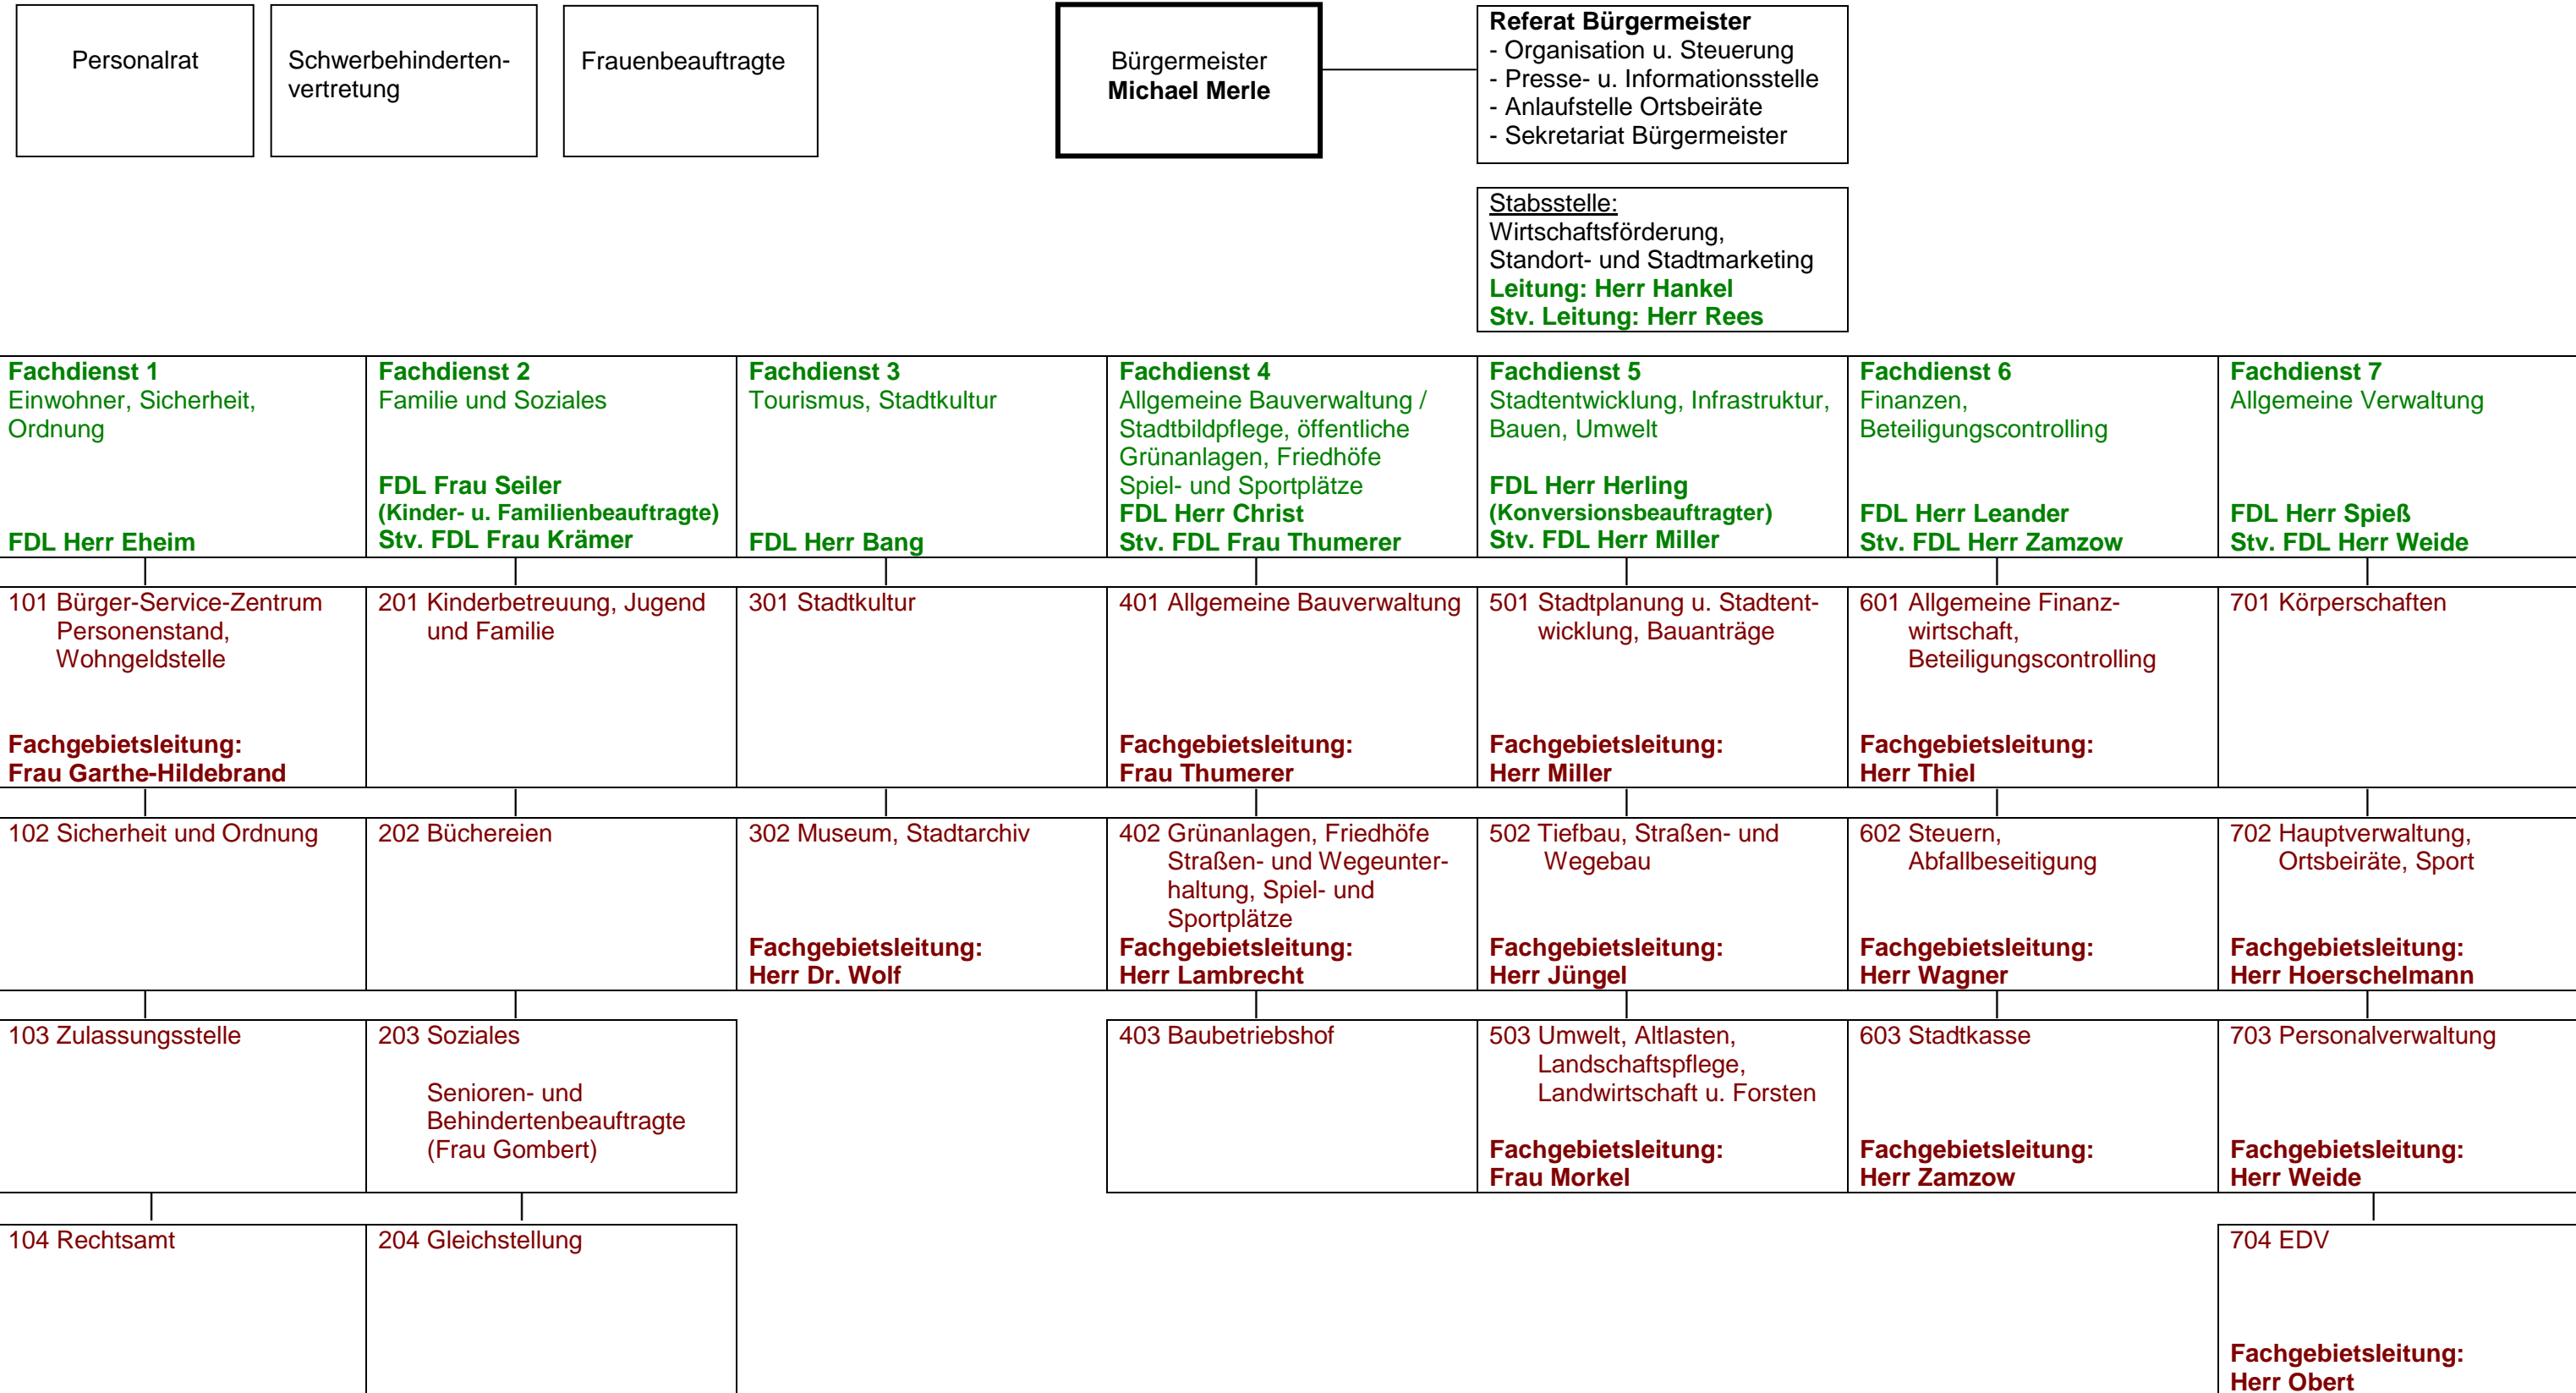 Personalrat
Schwerbehinderten-
vertretung
Frauenbeauftragte
Bürgermeister
Michael Merle
Referat Bürgermeister
- Organisation u. Steuerung
- Presse- u. Informationsstelle
- Anlaufstelle Ortsbeiräte
- Sekretariat Bürgermeister
Stabsstelle:
Wirtschaftsförderung,
Standort- und Stadtmarketing
Leitung: Herr Hankel
Stv. Leitung: Herr Rees
Fachdienst 1
Einwohner, Sicherheit,
Ordnung
FDL Herr Eheim
Fachdienst 2
Familie und Soziales
FDL Frau Seiler
(Kinder- u. Familienbeauftragte)
Stv. FDL Frau Krämer
Fachdienst 3
Tourismus, Stadtkultur
FDL Herr Bang
Fachdienst 4
Allgemeine Bauverwaltung /
Stadtbildpflege, öffentliche
Grünanlagen, Friedhöfe
Spiel- und Sportplätze
FDL Herr Christ
Stv. FDL Frau Thumerer
Fachdienst 5
Stadtentwicklung, Infrastruktur,
Bauen, Umwelt
FDL Herr Herling
(Konversionsbeauftragter)
Stv. FDL Herr Miller
Fachdienst 6
Finanzen,
Beteiligungscontrolling
FDL Herr Leander
Stv. FDL Herr Zamzow
Fachdienst 7
Allgemeine Verwaltung
FDL Herr Spieß
Stv. FDL Herr Weide
101 Bürger-Service-Zentrum
Personenstand,
Wohngeldstelle
Fachgebietsleitung:
Frau Garthe-Hildebrand
201 Kinderbetreuung, Jugend
und Familie
301 Stadtkultur
401 Allgemeine Bauverwaltung
Fachgebietsleitung:
Frau Thumerer
501 Stadtplanung u. Stadtent-
wicklung, Bauanträge
Fachgebietsleitung:
Herr Miller
601 Allgemeine Finanz-
wirtschaft,
Beteiligungscontrolling
Fachgebietsleitung:
Herr Thiel
701 Körperschaften
102 Sicherheit und Ordnung
202 Büchereien
302 Museum, Stadtarchiv
Fachgebietsleitung:
Herr Dr. Wolf
402 Grünanlagen, Friedhöfe
Straßen- und Wegeunter-
haltung, Spiel- und
Sportplätze
Fachgebietsleitung:
Herr Lambrecht
502 Tiefbau, Straßen- und
Wegebau
Fachgebietsleitung:
Herr Jüngel
602 Steuern,
Abfallbeseitigung
Fachgebietsleitung:
Herr Wagner
702 Hauptverwaltung,
Ortsbeiräte, Sport
Fachgebietsleitung:
Herr Hoerschelmann
103 Zulassungsstelle
203 Soziales
Senioren- und
Behindertenbeauftragte
(Frau Gombert)
403 Baubetriebshof
503 Umwelt, Altlasten,
Landschaftspflege,
Landwirtschaft u. Forsten
Fachgebietsleitung:
Frau Morkel
603 Stadtkasse
Fachgebietsleitung:
Herr Zamzow
703 Personalverwaltung
Fachgebietsleitung:
Herr Weide
104 Rechtsamt
204 Gleichstellung
704 EDV
Fachgebietsleitung:
Herr Obert